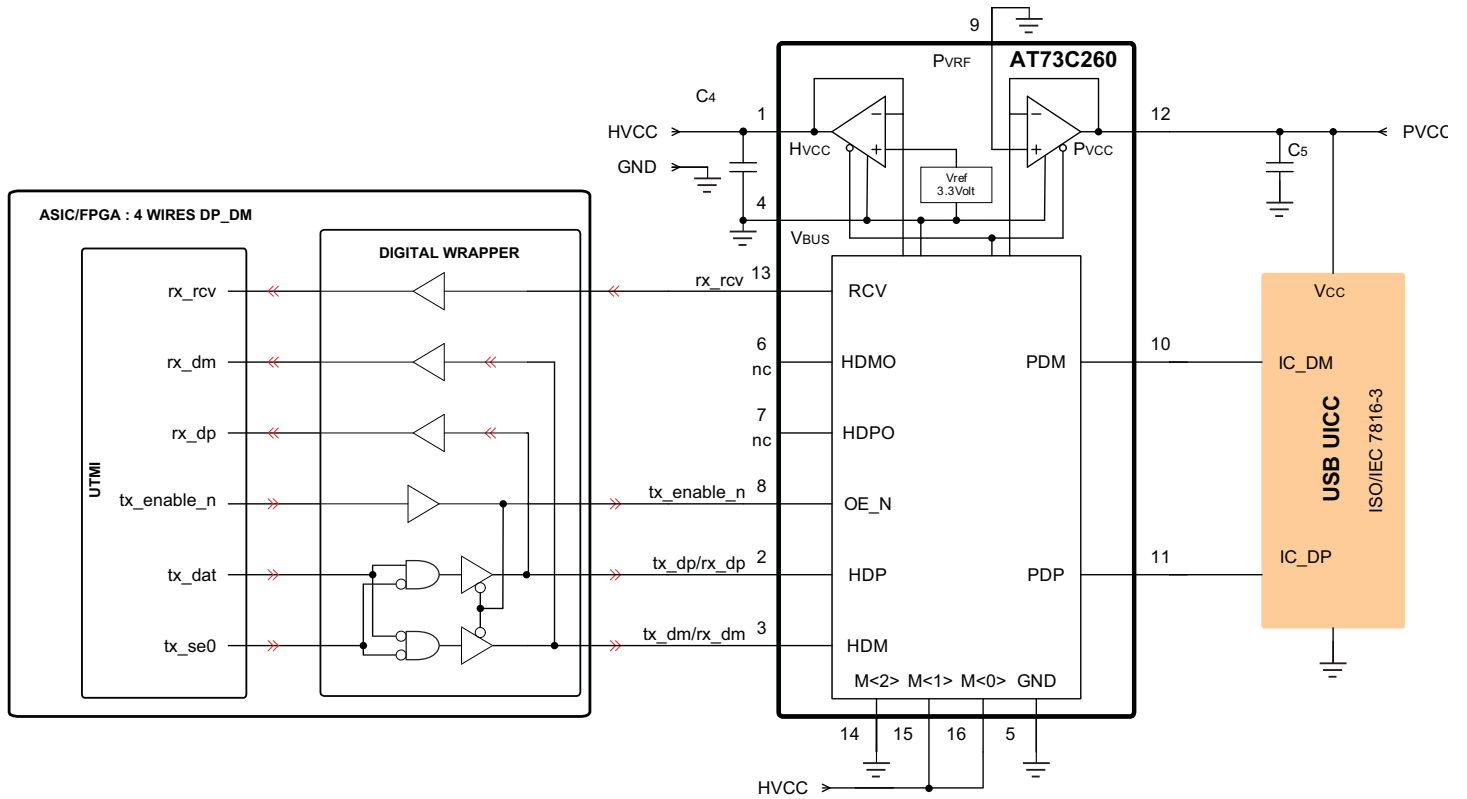 9
PVRF
AT73C260
C4
1
12
HVCC
HVCC
PVCC
PVCC
C5
GND
Vref
3.3Volt
4
VBUS
ASIC/FPGA : 4 WIRES DP_DM
DIGITAL WRAPPER
rx_rcv
rx_rcv
13
RCV
VCC
rx_dm
6
nc
HDMO
PDM
10
IC_DM
rx_dp
7
nc
HDPO
UTMI
tx_enable_n
tx_enable_n
8
OE_N
USB UICC
ISO/IEC 7816-3
tx_dat
tx_dp/rx_dp
2
HDP
PDP
11
IC_DP
tx_se0
tx_dm/rx_dm
3
HDM
M<2> M<1> M<0> GND
14 15 16 5
HVCC